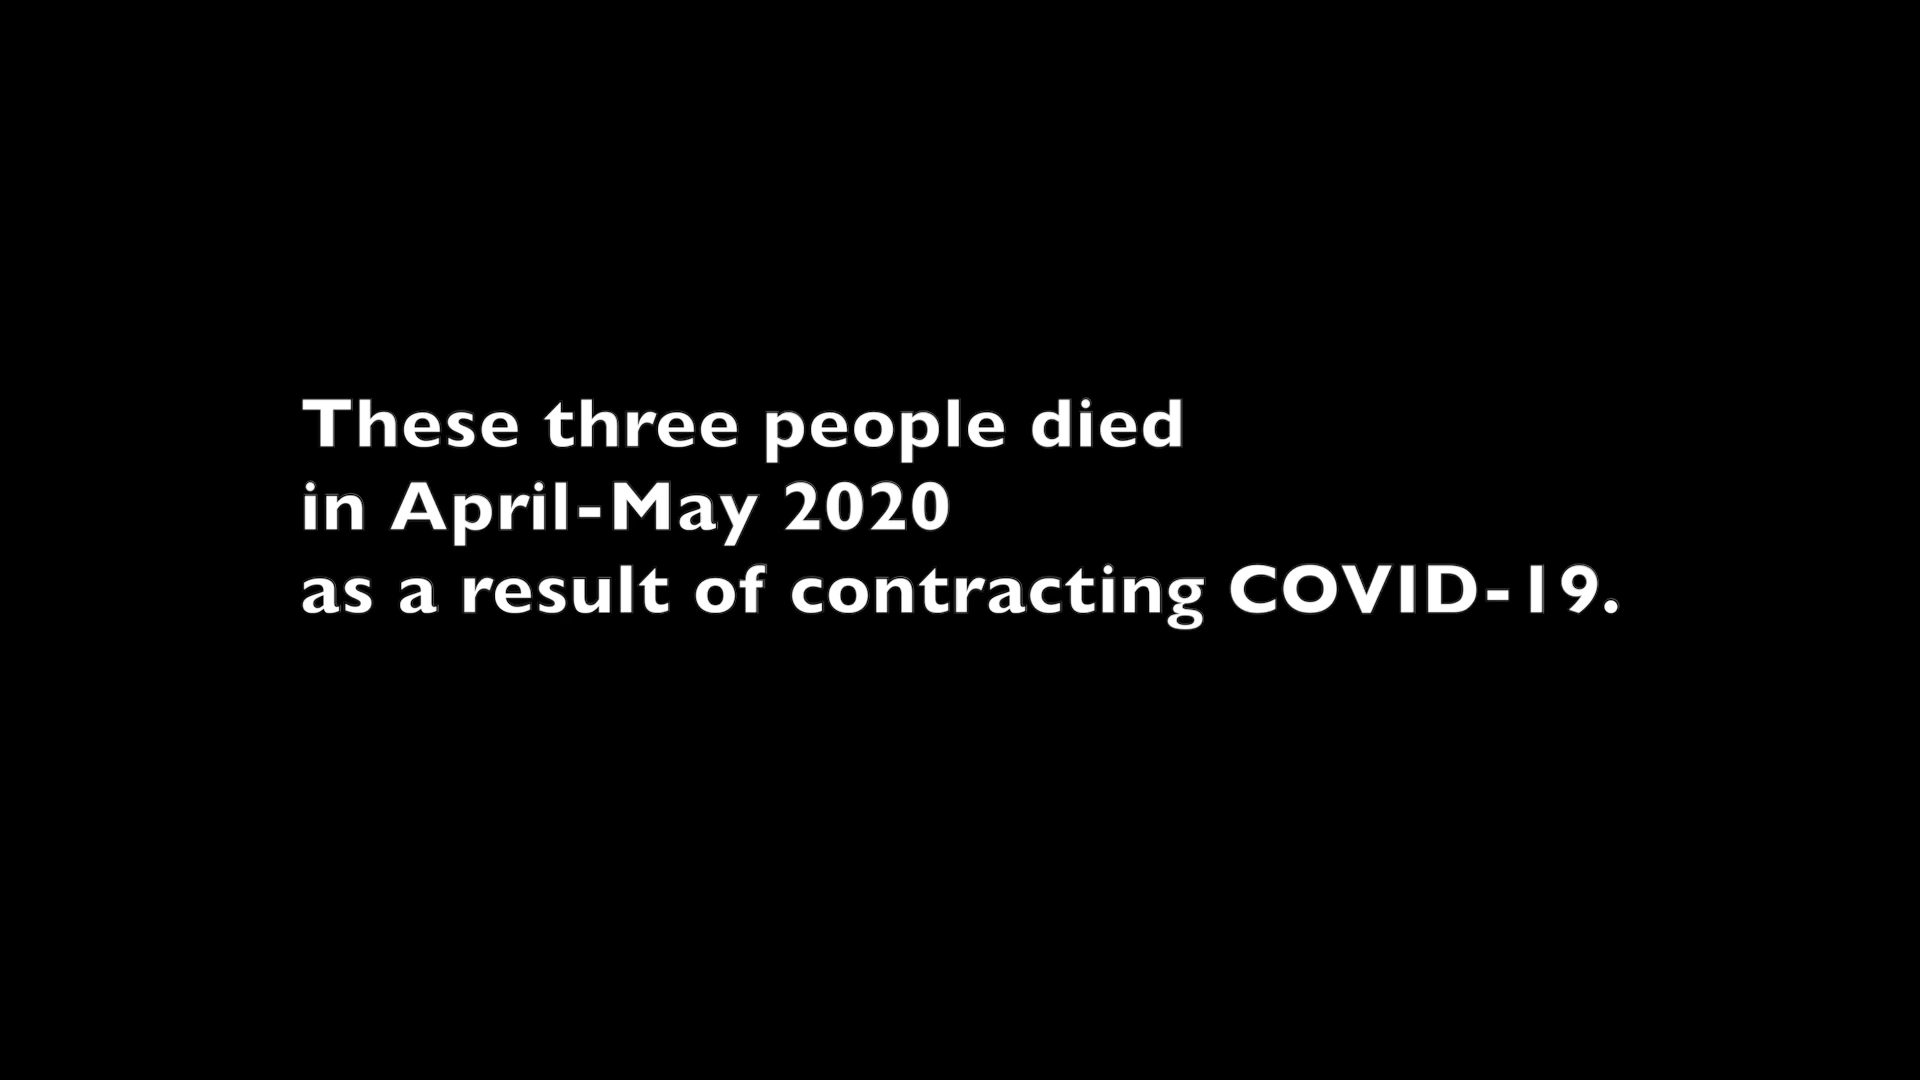 These three people died
in April-May 2020
as a result of contracting COVID-19.